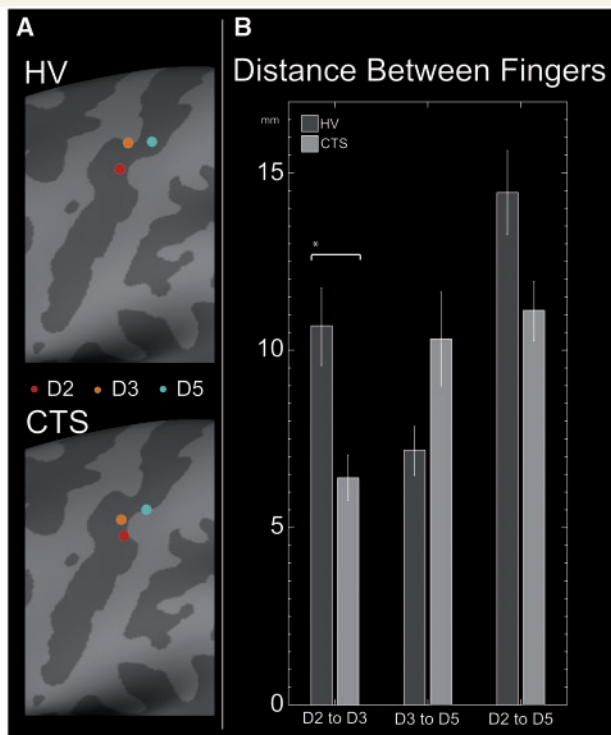 A
HV
D2 D3 D5
CTS
B
Distance Between Fingers
mm
HV
CTS
15
*
10
5
0
D2 to D3 D3 to D5 D2 to D5